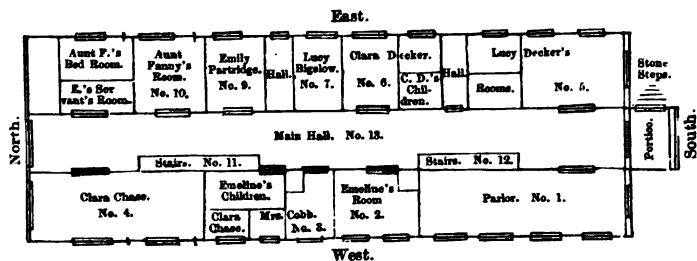 East.
Aunt F.'s
Bed Room.
E.'s Ser
vant's Room.
Aunt
Fanny's
Room.
No. 10.
Emily
Partridge.
No. 9.
Hall.
Lucy
Bigelow.
No. 7.
Clara Decker.
No. 6.
C. D.'s
Chil-
dren.
Hall.
Lucy Decker's
Rooms.
No. 5.
Stone
Steps.
North.
Main Hall. No. 13.
Portico.
South.
Stairs. No. 11.
Stairs. No. 12.
Clara Chase.
No. 4.
Emeline's
Children.
Clara
Chase.
Mrs. Cobb.
No. 3.
Emeline's
Room
No. 2.
Parlor. No. 1.
West.